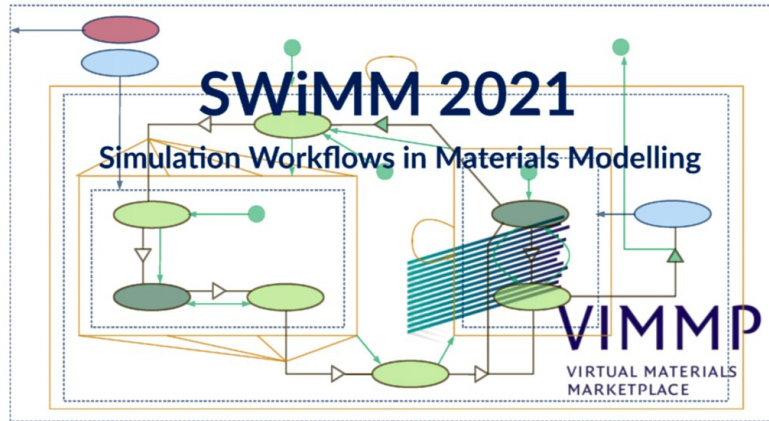 SWiMM 2021
Simulation Workflows in Materials Modelling
VIMMP
VIRTUAL MATERIALS
MARKETPLACE